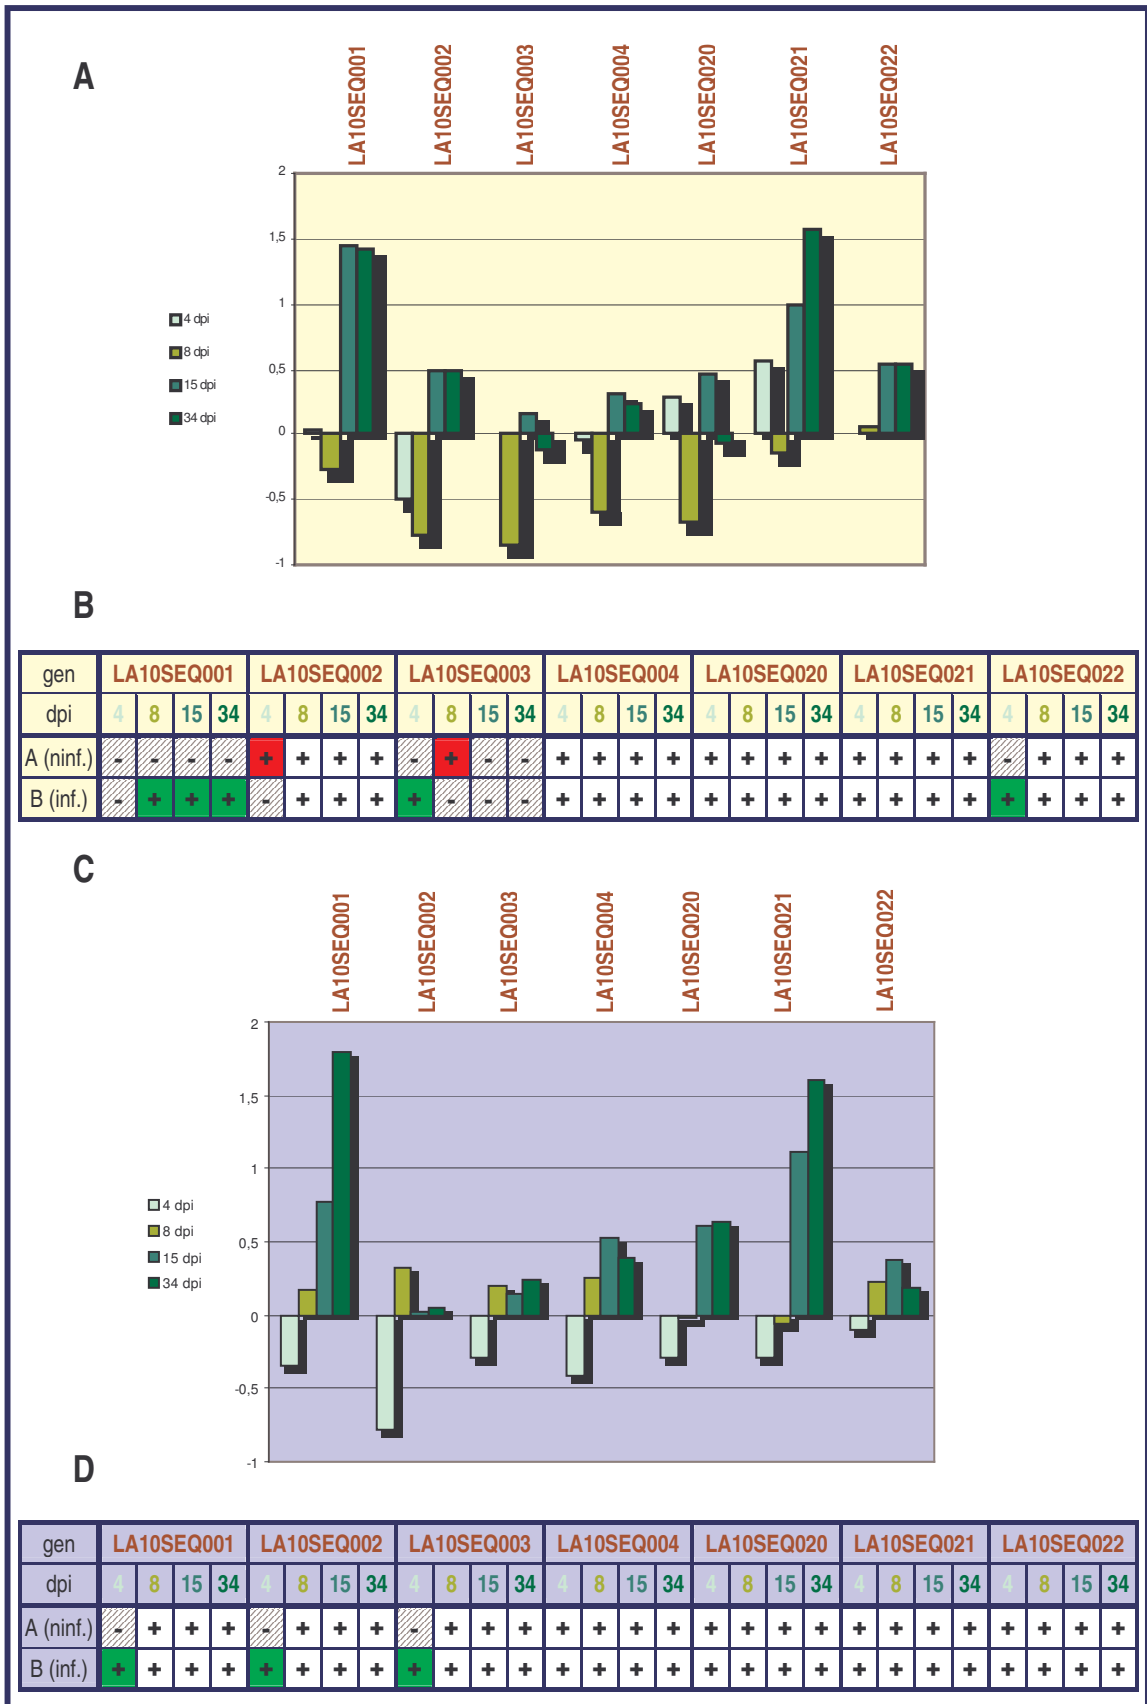 A
LA10SEQ001 LA10SEQ002 LA10SEQ003 LA10SEQ004 LA10SEQ020 LA10SEQ021 LA10SEQ022
2
1,5
1
0,5
0
-0,5
-1
4 dpi
8 dpi
15 dpi
34 dpi
B
gen LA10SEQ001 LA10SEQ002 LA10SEQ003 LA10SEQ004 LA10SEQ020 LA10SEQ021 LA10SEQ022
dpi 4 8 15 34 4 8 15 34 4 8 15 34 4 8 15 34 4 8 15 34 4 8 15 34 4 8 15 34
A (ninf.) - - - - + + + + - + - - + + + + + + + + + + + + - + + +
B (inf.) - + + + - + + + + - - - + + + + + + + + + + + + + + + +
C
LA10SEQ001 LA10SEQ002 LA10SEQ003 LA10SEQ004 LA10SEQ020 LA10SEQ021 LA10SEQ022
2
1,5
1
0,5
0
-0,5
-1
4 dpi
8 dpi
15 dpi
34 dpi
D
gen LA10SEQ001 LA10SEQ002 LA10SEQ003 LA10SEQ004 LA10SEQ020 LA10SEQ021 LA10SEQ022
dpi 4 8 15 34 4 8 15 34 4 8 15 34 4 8 15 34 4 8 15 34 4 8 15 34 4 8 15 34
A (ninf.) - + + + - + + + - + + + + + + + + + + + + + + + + + + +
B (inf.) + + + + + + + + + + + + + + + + + + + + + + + + + + + +